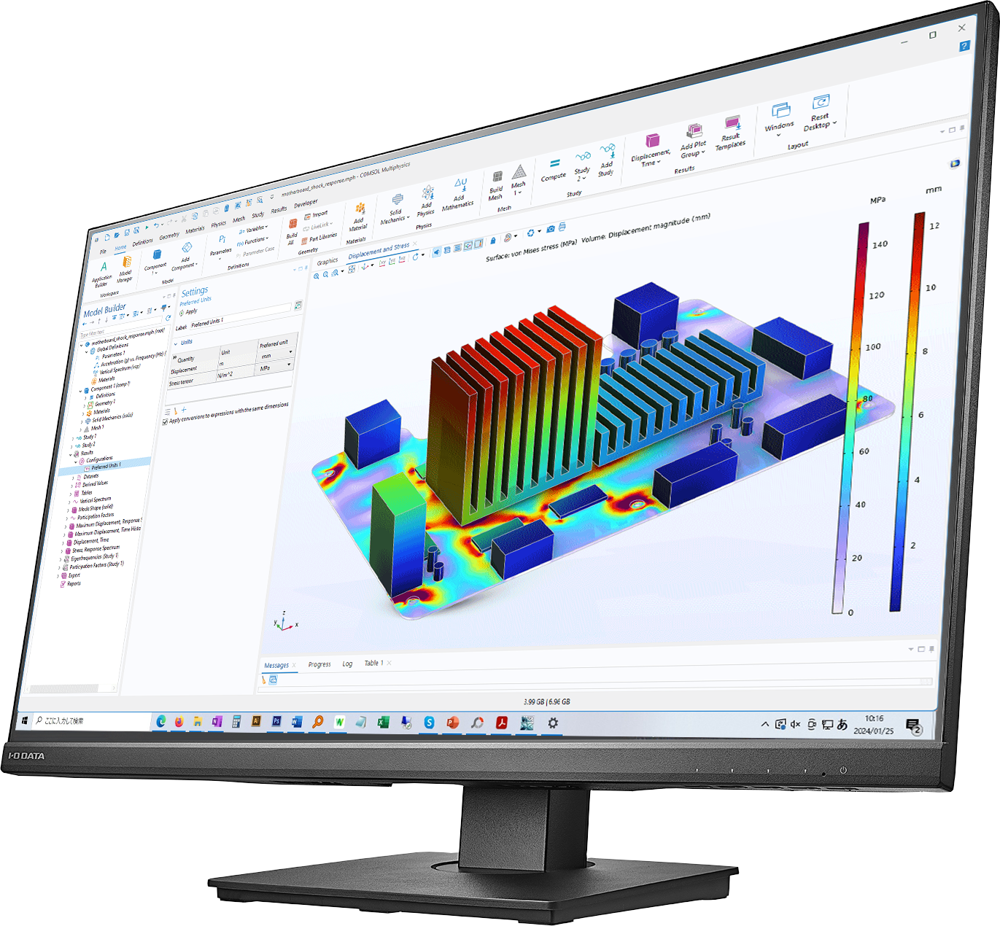 motherboard_shock_response.mph - COMSOL Multiphysics
File
Home
Definitions
Geometry
Materials
Physics
Mesh
Study
Results
Developer
A
Application Builder
Model Manager
Workspace
Component 1
Add Component
Model
Pi
Parameters
a= Variables
f(x) Functions
Pi Parameter Case
Definitions
Build All
Import
LiveLink
Part Libraries
Geometry
Add Material
Materials
Solid Mechanics
Add Physics
Add Mathematics
Physics
Build Mesh
Mesh 1
Mesh
Compute
Study 2
Add Study
Study
Displacement, Time
Add Plot Group
Result Templates
Results
Windows
Reset Desktop
Layout
Model Builder
Type filter text
motherboard_shock_response.mph (root)
Global Definitions
Parameters 1
Acceleration (g) vs. Frequency (Hz)
Vertical Spectrum (vsp)
Materials
Component 1 (comp1)
Definitions
Geometry 1
Materials
Solid Mechanics (solid)
Mesh 1
Study 1
Study 2
Results
Configurations
Preferred Units 1
Datasets
Derived Values
Tables
Vertical Spectrum
Mode Shape (solid)
Participation Factors
Maximum Displacement, Response S
Maximum Displacement, Time Histo
Displacement, Time
Stress, Response Spectrum
Eigenfrequencies (Study 1)
Participation Factors (Study 1)
Export
Reports
Settings
Preferred Units
Apply
Label: Preferred Units 1
Units
Quantity Unit Preferred unit
Displacement m mm
Stress tensor N/m^2 MPa
Apply conversions to expressions with the same dimensions
Graphics
Displacement and Stress
Surface: von Mises stress (MPa) Volume: Displacement magnitude (mm)
MPa
140
120
100
80
60
40
20
0
mm
12
10
8
6
4
2
z
y
x
Messages
Progress
Log
Table 1
3.99 GB | 6.96 GB
ここに入力して検索
あ
10:16
2024/01/25
2
I-O DATA